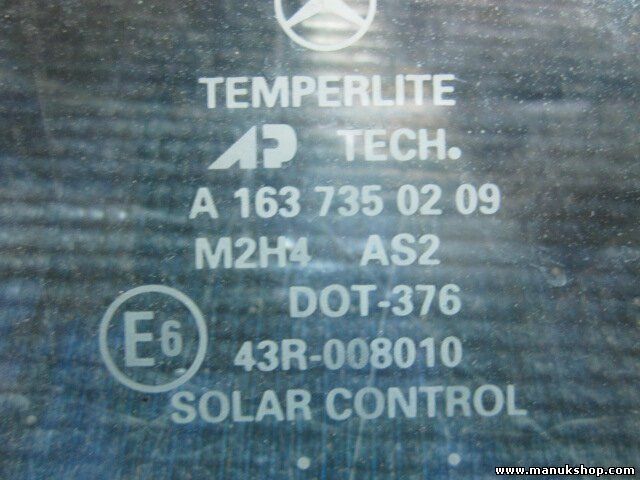 TEMPERLITE
AP TECH.
A 163 735 02 09
M2H4 AS2
DOT-376
E6 43R-008010
SOLAR CONTROL
www.manukshop.com